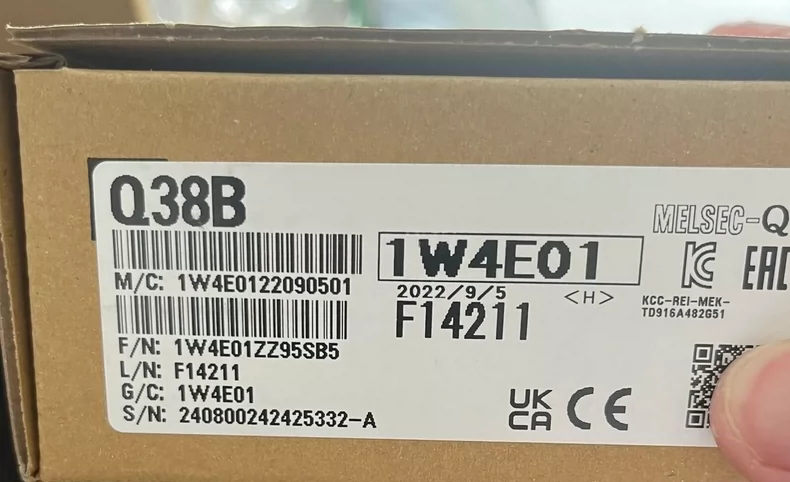 Q38B
MELSEC-Q
M/C: 1W4E0122090501
1W4E01
2022/9/5 <H>
F14211
KCC-REI-MEK-
TD916A482G51
EAC
F/N: 1W4E01ZZ95SB5
L/N: F14211
G/C: 1W4E01
S/N: 240800242425332-A
UK
CA
CE